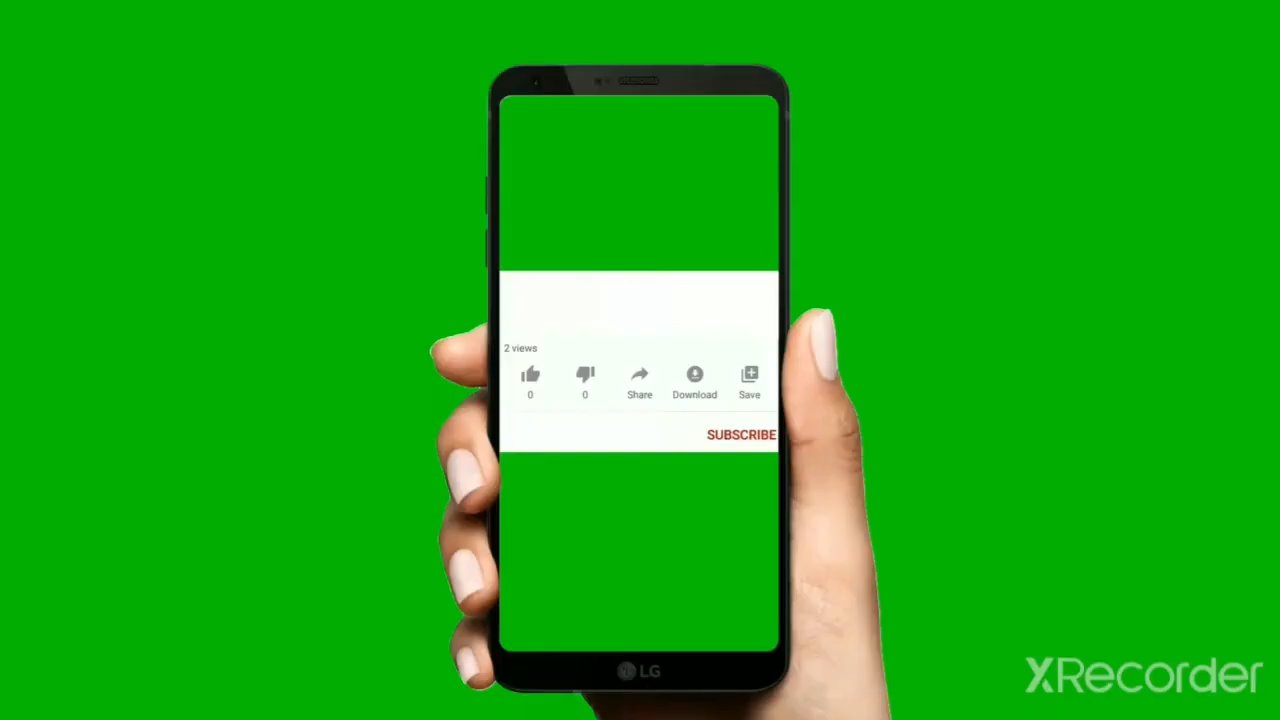 2 views
0 0 Share Download Save
SUBSCRIBE
LG
XRecorder